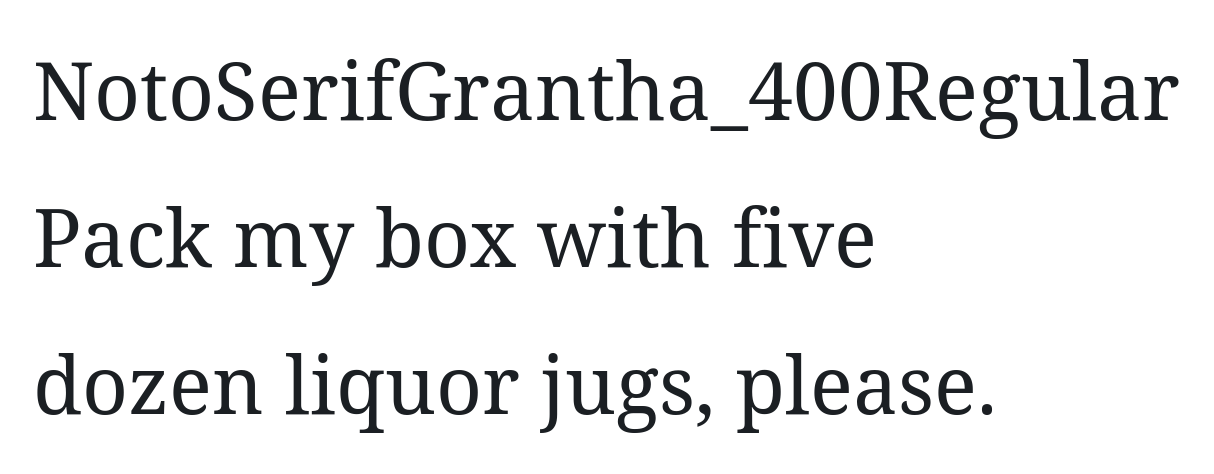 NotoSerifGrantha_400Regular
Pack my box with five
dozen liquor jugs, please.